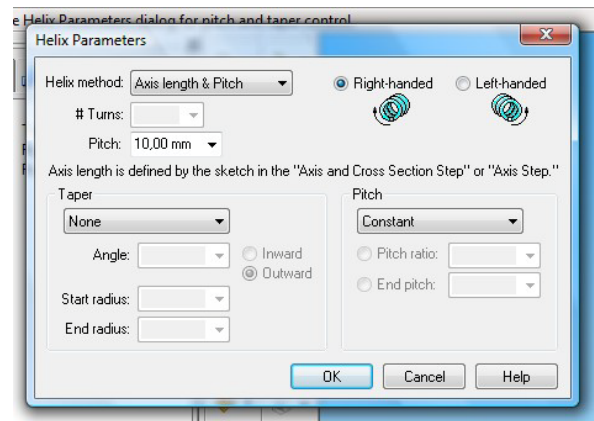 e Helix Parameters dialog for pitch and taper control
Helix Parameters
Helix method: Axis length & Pitch Right-handed Left-handed
# Turns:
Pitch: 10,00 mm
Axis length is defined by the sketch in the "Axis and Cross Section Step" or "Axis Step."
Taper Pitch
None Constant
Angle: Inward Pitch ratio:
Outward End pitch:
Start radius:
End radius:
OK Cancel Help